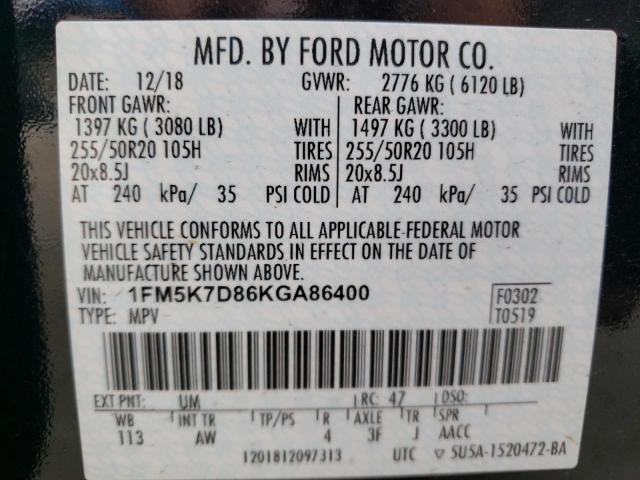 MFD. BY FORD MOTOR CO.
DATE: 12/18 GVWR: 2776 KG ( 6120 LB)
FRONT GAWR: REAR GAWR:
1397 KG ( 3080 LB) WITH 1497 KG ( 3300 LB) WITH
255/50R20 105H TIRES 255/50R20 105H TIRES
20x8.5J RIMS 20x8.5J RIMS
AT 240 kPa/ 35 PSI COLD AT 240 kPa/ 35 PSI COLD
THIS VEHICLE CONFORMS TO ALL APPLICABLE FEDERAL MOTOR
VEHICLE SAFETY STANDARDS IN EFFECT ON THE DATE OF
MANUFACTURE SHOWN ABOVE.
VIN: 1FM5K7D86KGA86400 F0302
TYPE: MPV T0519
EXT PNT: UM RC: 47 DSO:
WB INT TR TP/PS R AXLE TR SPR
113 AW 4 3F J AACC
1201812097313 UTC ▽ 5U5A-1520472-BA